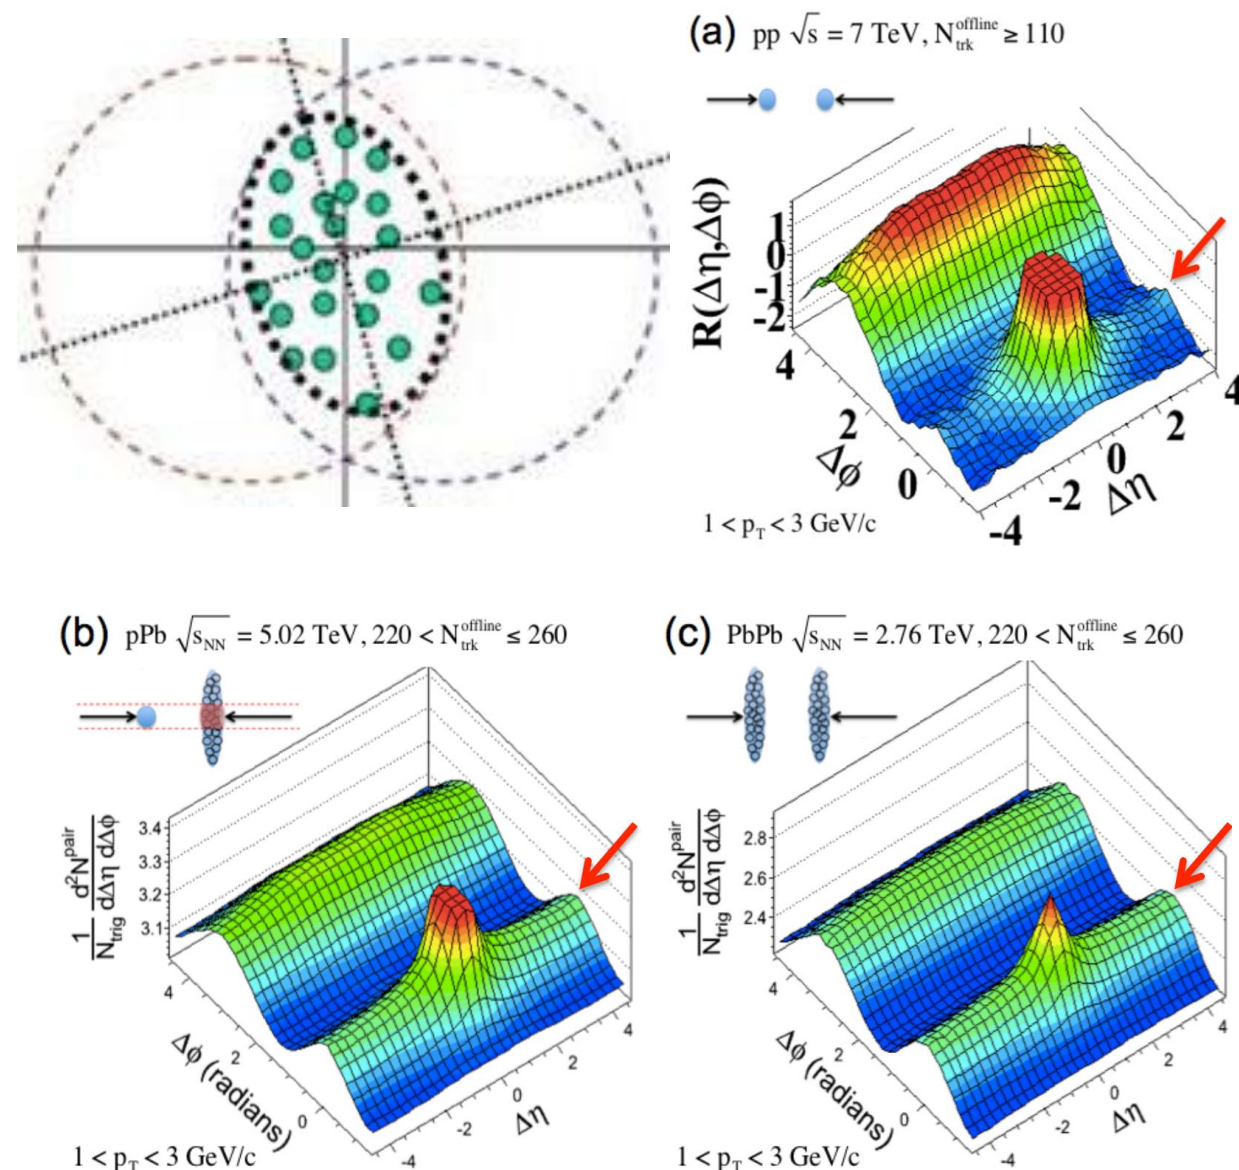 (a) pp √s = 7 TeV, N_trk^offline ≥ 110
R(Δη,Δϕ)
1
0
-1
-2
4
2
0
Δϕ
-4
-2
0
2
4
Δη
1 < p_T < 3 GeV/c
(b) pPb √s_NN = 5.02 TeV, 220 < N_trk^offline ≤ 260
1/N_trig d²N^pair/dΔη dΔϕ
3.4
3.3
3.2
3.1
4
2
0
Δϕ (radians)
-4
-2
0
2
4
Δη
1 < p_T < 3 GeV/c
(c) PbPb √s_NN = 2.76 TeV, 220 < N_trk^offline ≤ 260
1/N_trig d²N^pair/dΔη dΔϕ
2.8
2.6
2.4
4
2
0
Δϕ (radians)
-4
-2
0
2
4
Δη
1 < p_T < 3 GeV/c